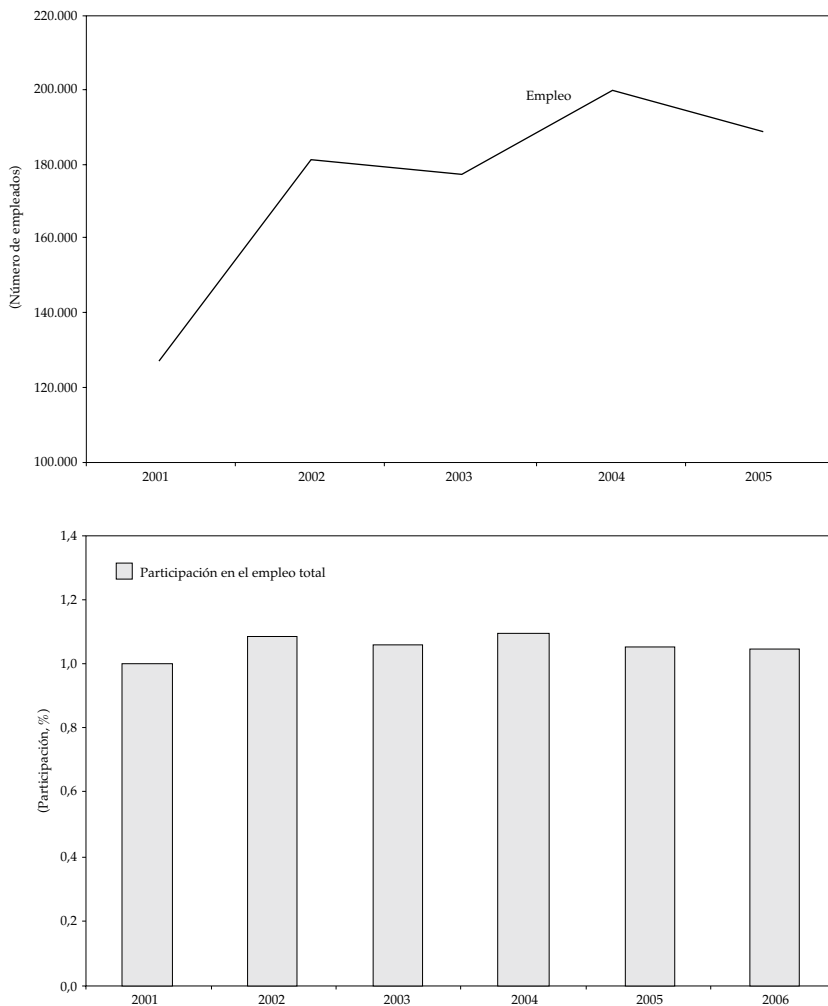 220.000
200.000
180.000
160.000
140.000
120.000
100.000
(Número de empleados)
Empleo
2001 2002 2003 2004 2005
1,4
1,2
1,0
0,8
0,6
0,4
0,2
0,0
(Participación, %)
Participación en el empleo total
2001 2002 2003 2004 2005 2006